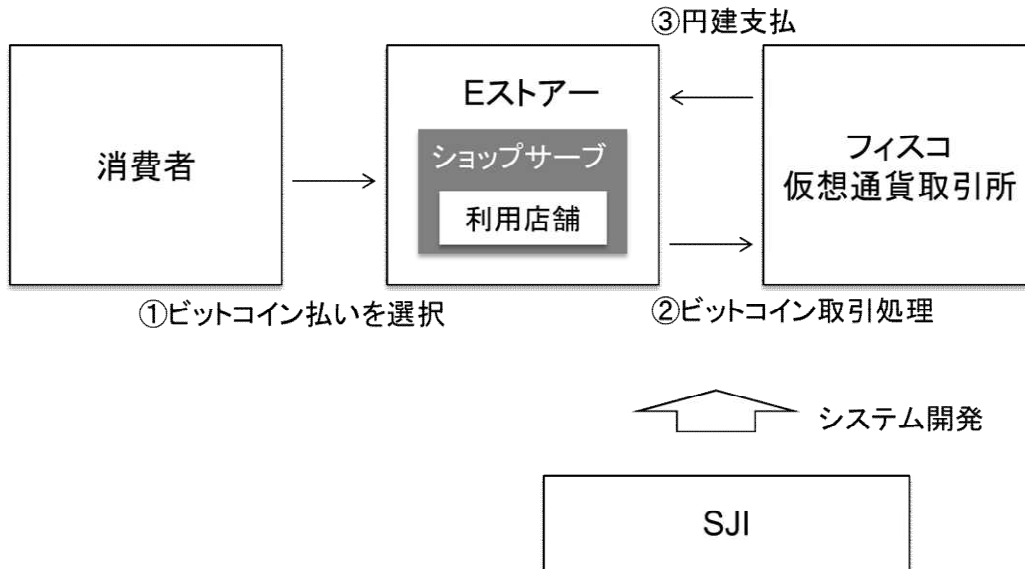 ③円建支払
消費者
Eストアー
ショップサーブ
利用店舗
フィスコ
仮想通貨取引所
①ビットコイン払いを選択
②ビットコイン取引処理
システム開発
SJI